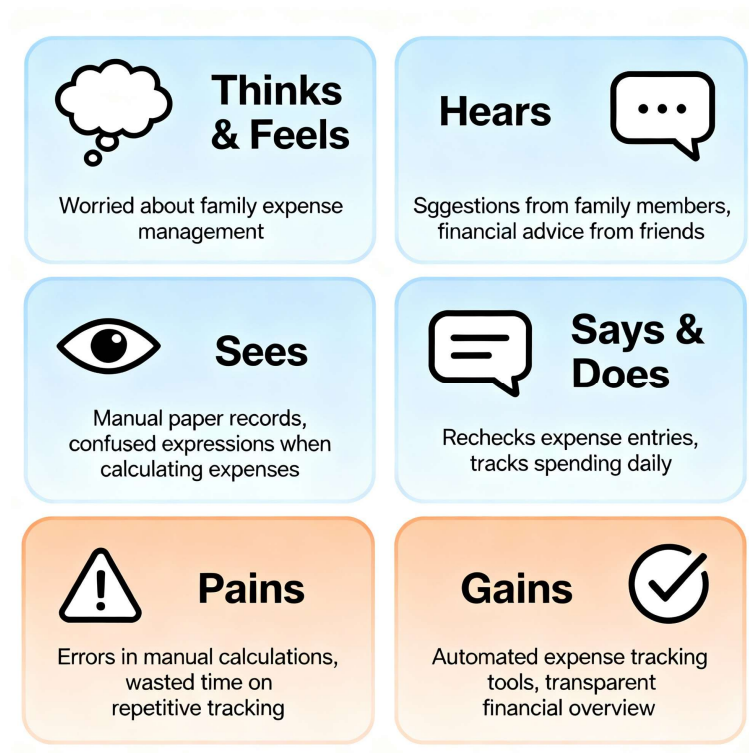 Thinks
& Feels
Worried about family expense
management
Hears
Sggestions from family members,
financial advice from friends
Sees
Manual paper records,
confused expressions when
calculating expenses
Says &
Does
Rechecks expense entries,
tracks spending daily
Pains
Errors in manual calculations,
wasted time on
repetitive tracking
Gains
Automated expense tracking
tools, transparent
financial overview